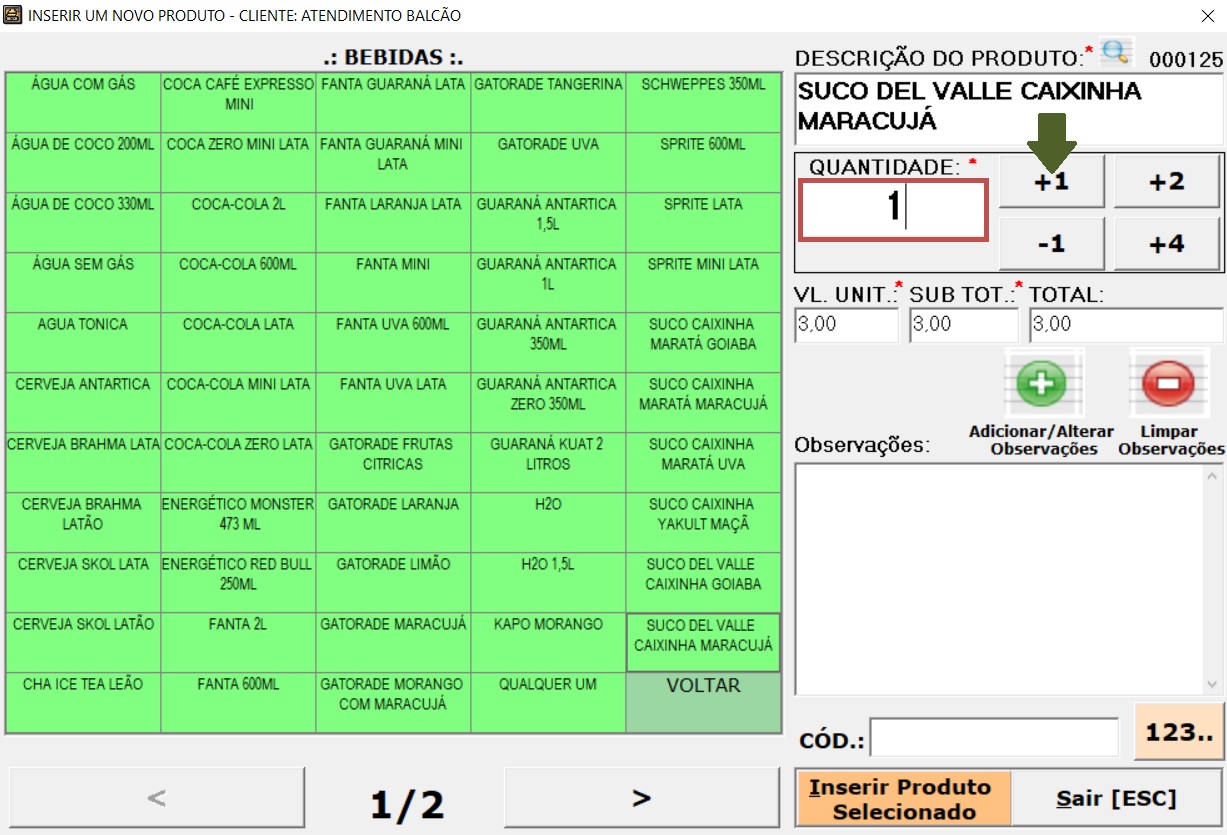 INSERIR UM NOVO PRODUTO - CLIENTE: ATENDIMENTO BALCÃO
.: BEBIDAS :.
ÁGUA COM GÁS
COCA CAFÉ EXPRESSO
MINI
FANTA GUARANÁ LATA
GATORADE TANGERINA
SCHWEPPES 350ML
ÁGUA DE COCO 200ML
COCA ZERO MINI LATA
FANTA GUARANÁ MINI
LATA
GATORADE UVA
SPRITE 600ML
ÁGUA DE COCO 330ML
COCA-COLA 2L
FANTA LARANJA LATA
GUARANÁ ANTARTICA
1,5L
SPRITE LATA
ÁGUA SEM GÁS
COCA-COLA 600ML
FANTA MINI
GUARANÁ ANTARTICA
1L
SPRITE MINI LATA
AGUA TONICA
COCA-COLA LATA
FANTA UVA 600ML
GUARANÁ ANTARTICA
350ML
SUCO CAIXINHA
MARATÁ GOIABA
CERVEJA ANTARTICA
COCA-COLA MINI LATA
FANTA UVA LATA
GUARANÁ ANTARTICA
ZERO 350ML
SUCO CAIXINHA
MARATÁ MARACUJÁ
CERVEJA BRAHMA LATA
COCA-COLA ZERO LATA
GATORADE FRUTAS
CITRICAS
GUARANÁ KUAT 2
LITROS
SUCO CAIXINHA
MARATÁ UVA
CERVEJA BRAHMA
LATÃO
ENERGÉTICO MONSTER
473 ML
GATORADE LARANJA
H2O
SUCO CAIXINHA
YAKULT MAÇÃ
CERVEJA SKOL LATA
ENERGÉTICO RED BULL
250ML
GATORADE LIMÃO
H2O 1,5L
SUCO DEL VALLE
CAIXINHA GOIABA
CERVEJA SKOL LATÃO
FANTA 2L
GATORADE MARACUJÁ
KAPO MORANGO
SUCO DEL VALLE
CAIXINHA MARACUJÁ
CHA ICE TEA LEÃO
FANTA 600ML
GATORADE MORANGO
COM MARACUJÁ
QUALQUER UM
VOLTAR
<
1/2
>
DESCRIÇÃO DO PRODUTO:*
000125
SUCO DEL VALLE CAIXINHA
MARACUJÁ
QUANTIDADE: *
1
+1
+2
-1
+4
VL. UNIT.:* SUB TOT.:* TOTAL:
3,00
3,00
3,00
Adicionar/Alterar
Observações
Limpar
Observações
Observações:
CÓD.:
123..
Inserir Produto
Selecionado
Sair [ESC]